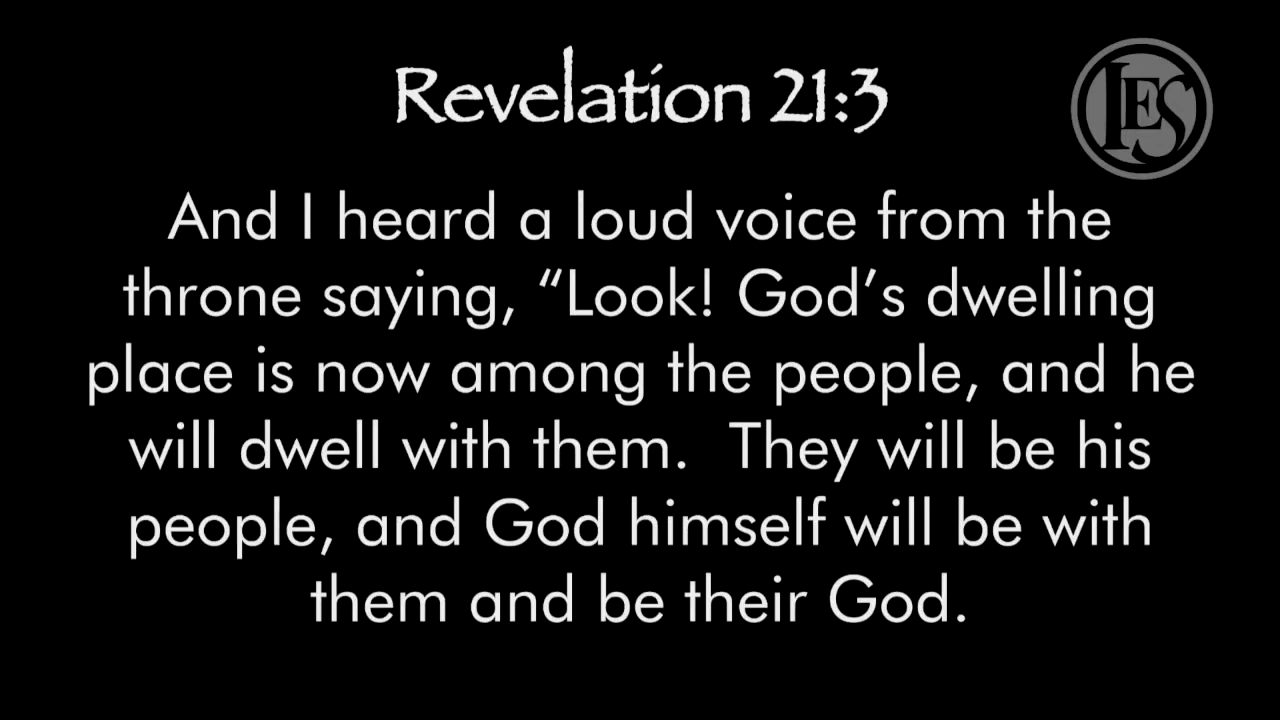 Revelation 21:3
LES
And I heard a loud voice from the
throne saying, “Look! God’s dwelling
place is now among the people, and he
will dwell with them.  They will be his
people, and God himself will be with
them and be their God.